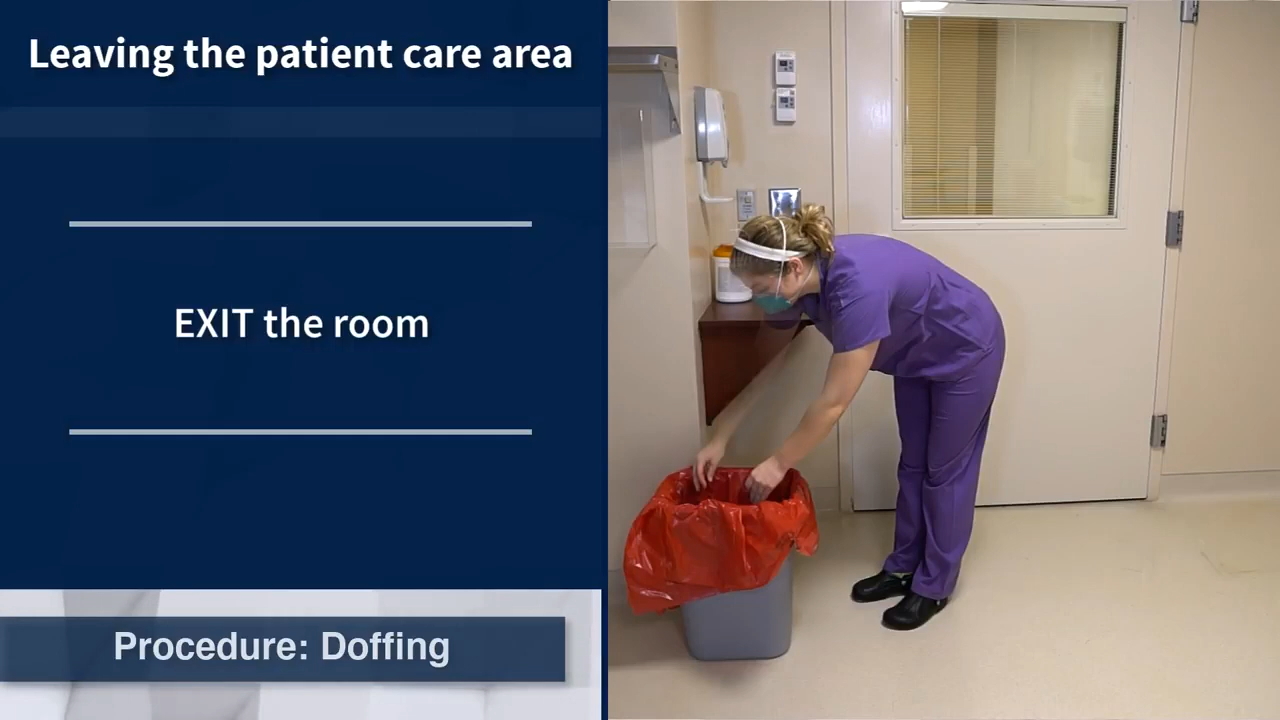 Leaving the patient care area
EXIT the room
Procedure: Doffing